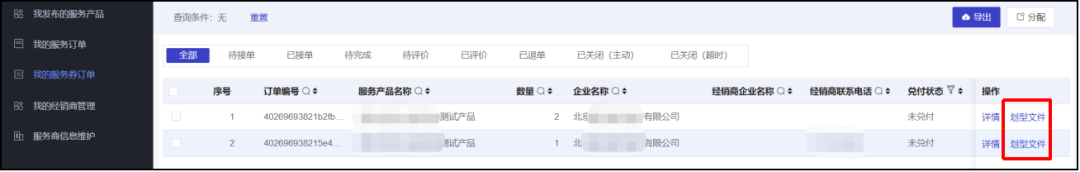 我发布的服务产品
我的服务订单
我的服务券订单
我的经销商管理
服务商信息维护
查询条件：无 重置 导出 分配
全部 待接单 已接单 待完成 待评价 已评价 已退单 已关闭（主动） 已关闭（超时）
序号 订单编号 服务产品名称 数量 企业名称 经销商企业名称 经销商联系电话 兑付状态 操作
1 40269693821b2fb... 测试产品 2 北京 有限公司 未兑付 详情 划型文件
2 402696938215e4... 测试产品 1 北 有限公司 未兑付 详情 划型文件